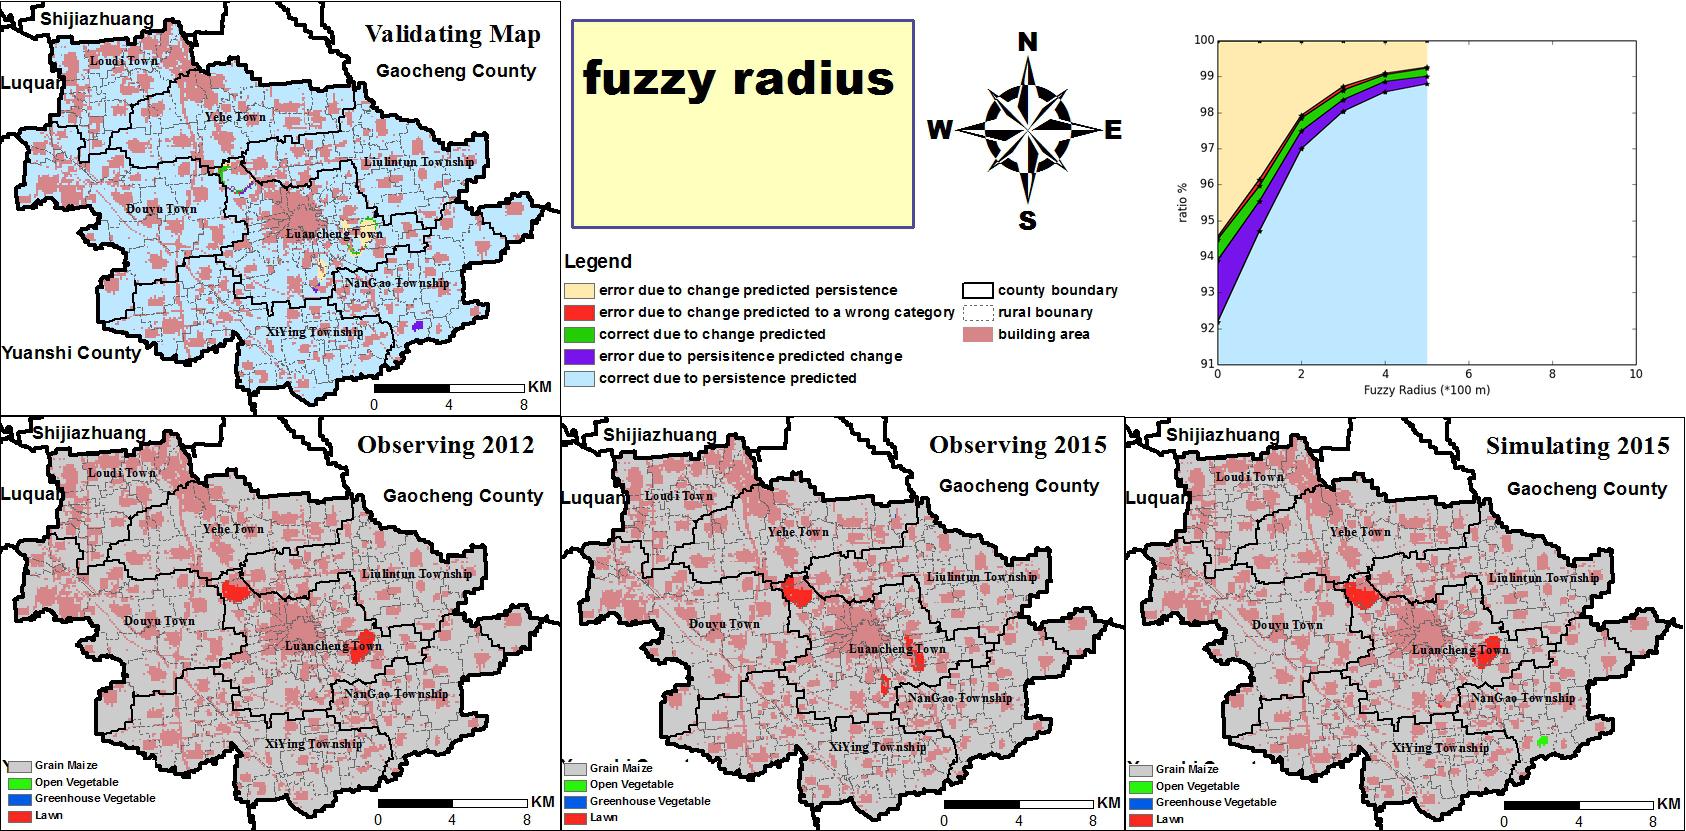 Shijiazhuang
Validating Map
Gaocheng County
Luquan
Loudi Town
Yehe Town
Liulintun Township
Douyu Town
Luancheng Town
NanGao Township
XiYing Township
Yuanshi County
KM
0 4 8
fuzzy radius
N
W E
S
Legend
error due to change predicted persistence
error due to change predicted to a wrong category
correct due to change predicted
error due to persisitence predicted change
correct due to persistence predicted
county boundary
rural bounary
building area
100
99
98
97
96
95
94
93
92
91
ratio %
0 2 4 6 8 10
Fuzzy Radius (*100 m)
Shijiazhuang
Observing 2012
Gaocheng County
Luquan
Loudi Town
Yehe Town
Liulintun Township
Douyu Town
Luancheng Town
NanGao Township
XiYing Township
Grain Maize
Open Vegetable
Greenhouse Vegetable
Lawn
KM
0 4 8
Shijiazhuang
Observing 2015
Gaocheng County
Luquan
Loudi Town
Yehe Town
Liulintun Township
Douyu Town
Luancheng Town
NanGao Township
XiYing Township
Grain Maize
Open Vegetable
Greenhouse Vegetable
Lawn
KM
0 4 8
Shijiazhuang
Simulating 2015
Gaocheng County
Luquan
Loudi Town
Yehe Town
Liulintun Township
Douyu Town
Luancheng Town
NanGao Township
XiYing Township
Grain Maize
Open Vegetable
Greenhouse Vegetable
Lawn
KM
0 4 8